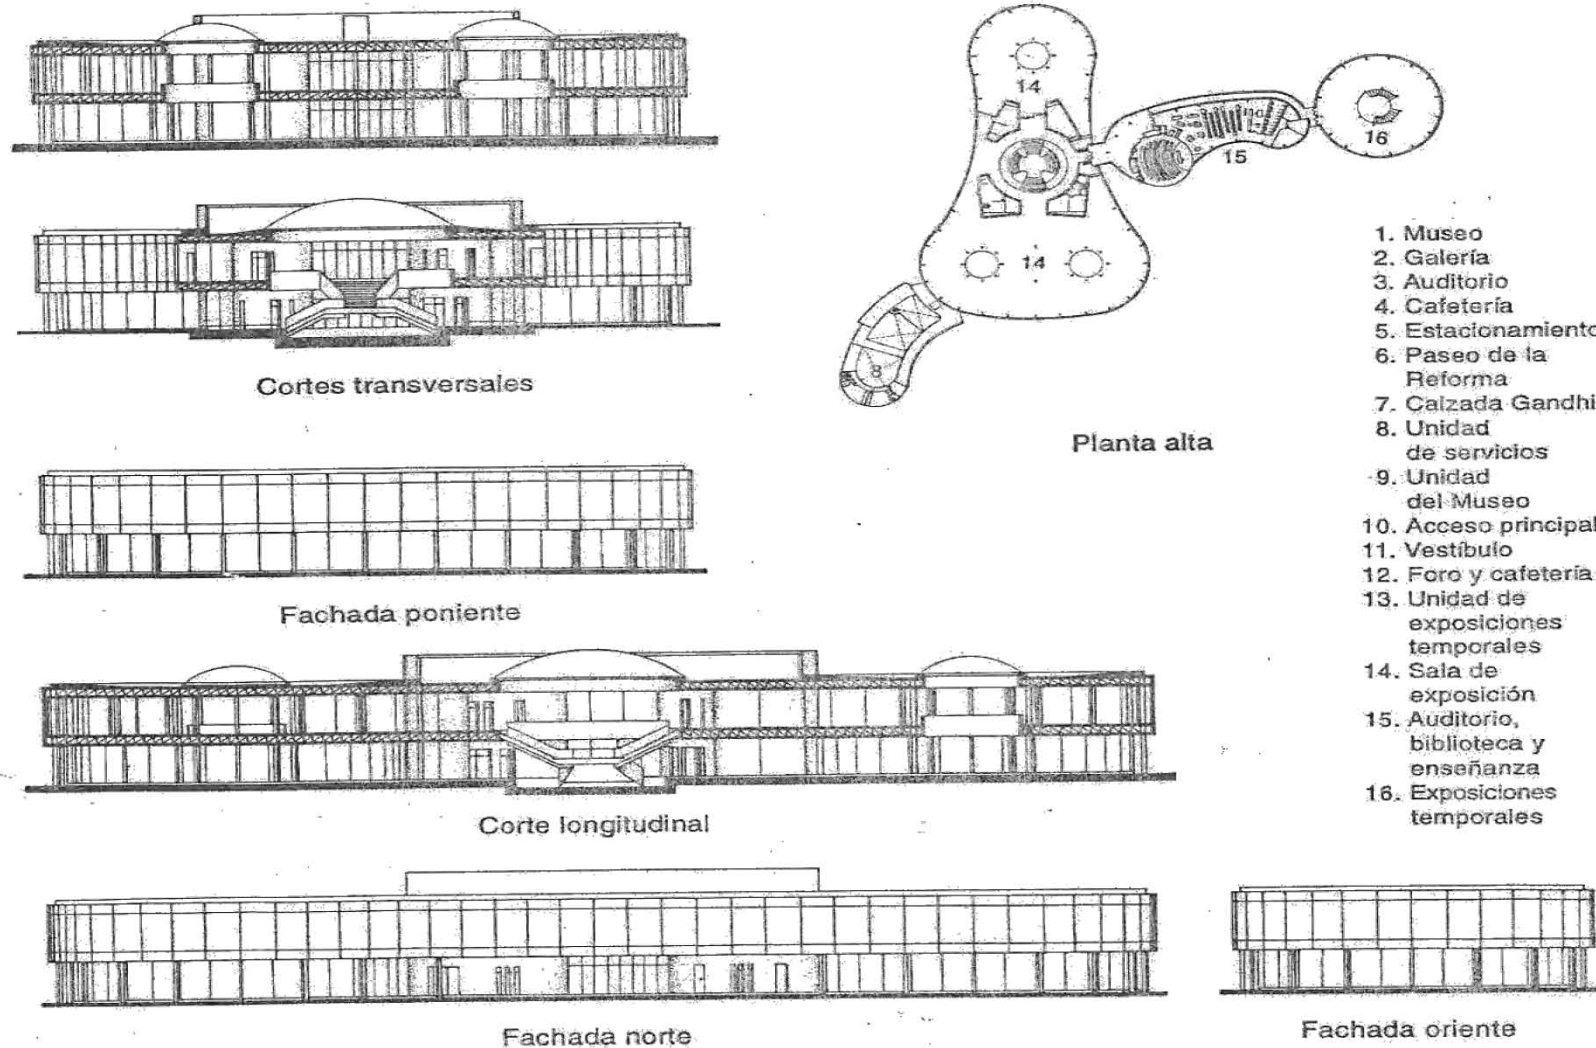 14
14
15
16
8
Planta alta
Cortes transversales
Fachada poniente
Corte longitudinal
Fachada norte
Fachada oriente
1. Museo
2. Galería
3. Auditorio
4. Cafetería
5. Estacionamiento
6. Paseo de la
Reforma
7. Calzada Gandhi
8. Unidad
de servicios
9. Unidad
del Museo
10. Acceso principal
11. Vestíbulo
12. Foro y cafetería
13. Unidad de
exposiciones
temporales
14. Sala de
exposición
15. Auditorio,
biblioteca y
enseñanza
16. Exposiciones
temporales